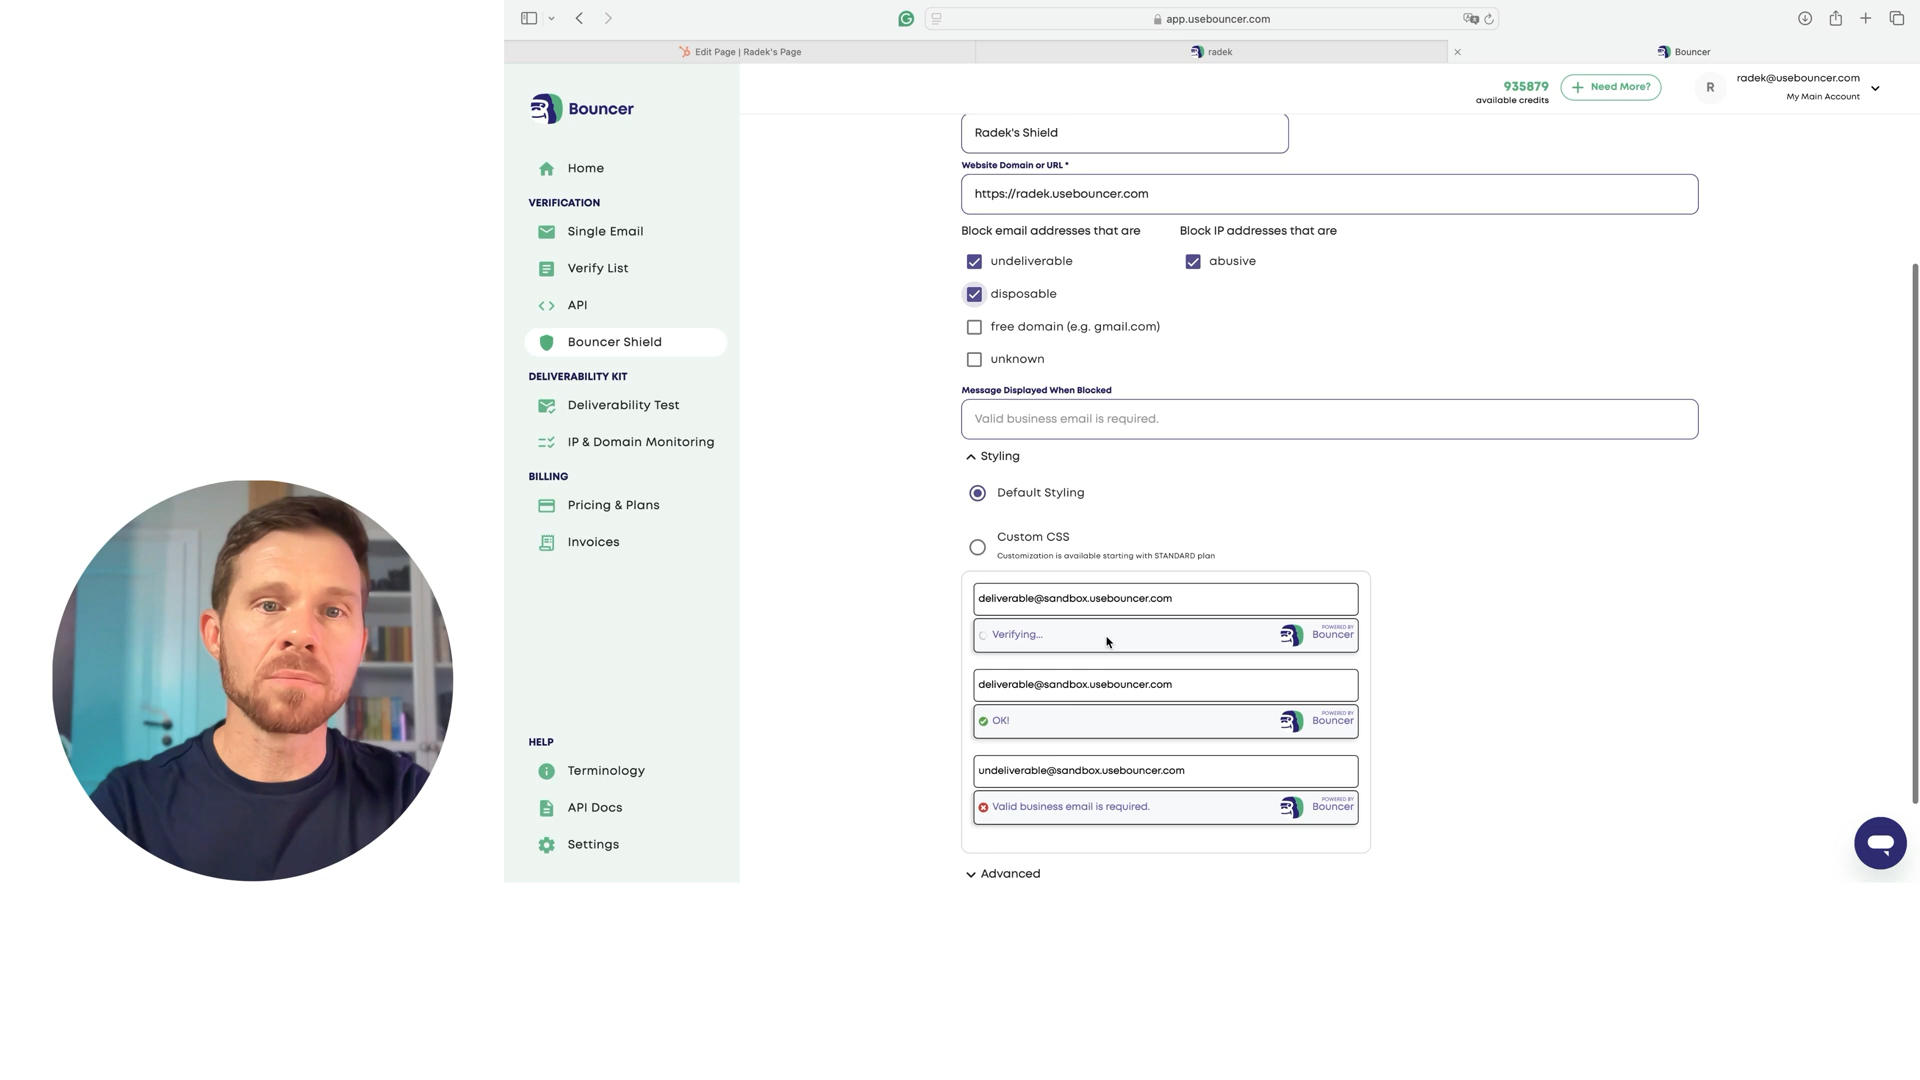 app.usebouncer.com
Edit Page | Radek's Page
radek
Bouncer
Bouncer
935879
available credits
Need More?
R
radek@usebouncer.com
My Main Account
Home
VERIFICATION
Single Email
Verify List
API
Bouncer Shield
DELIVERABILITY KIT
Deliverability Test
IP & Domain Monitoring
BILLING
Pricing & Plans
Invoices
HELP
Terminology
API Docs
Settings
Radek's Shield
Website Domain or URL *
https://radek.usebouncer.com
Block email addresses that are
Block IP addresses that are
undeliverable
abusive
disposable
free domain (e.g. gmail.com)
unknown
Message Displayed When Blocked
Valid business email is required.
Styling
Default Styling
Custom CSS
Customization is available starting with STANDARD plan
deliverable@sandbox.usebouncer.com
Verifying...
POWERED BY
Bouncer
deliverable@sandbox.usebouncer.com
OK!
POWERED BY
Bouncer
undeliverable@sandbox.usebouncer.com
Valid business email is required.
POWERED BY
Bouncer
Advanced